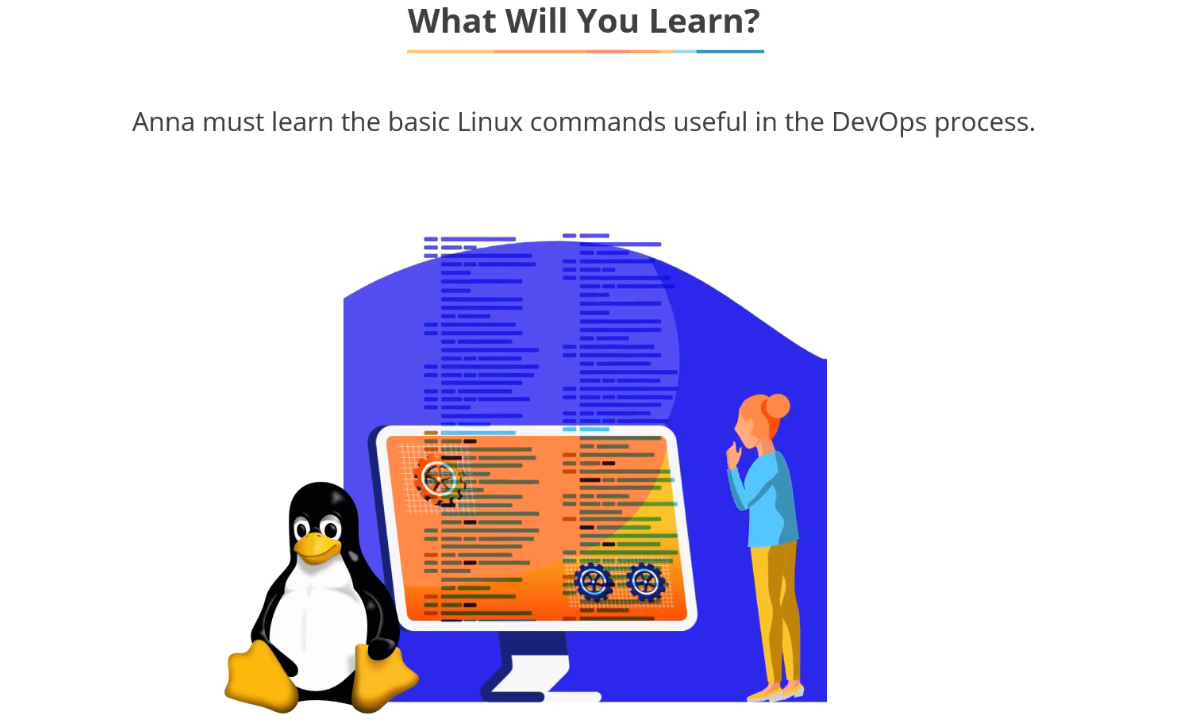 What Will You Learn?
Anna must learn the basic Linux commands useful in the DevOps process.